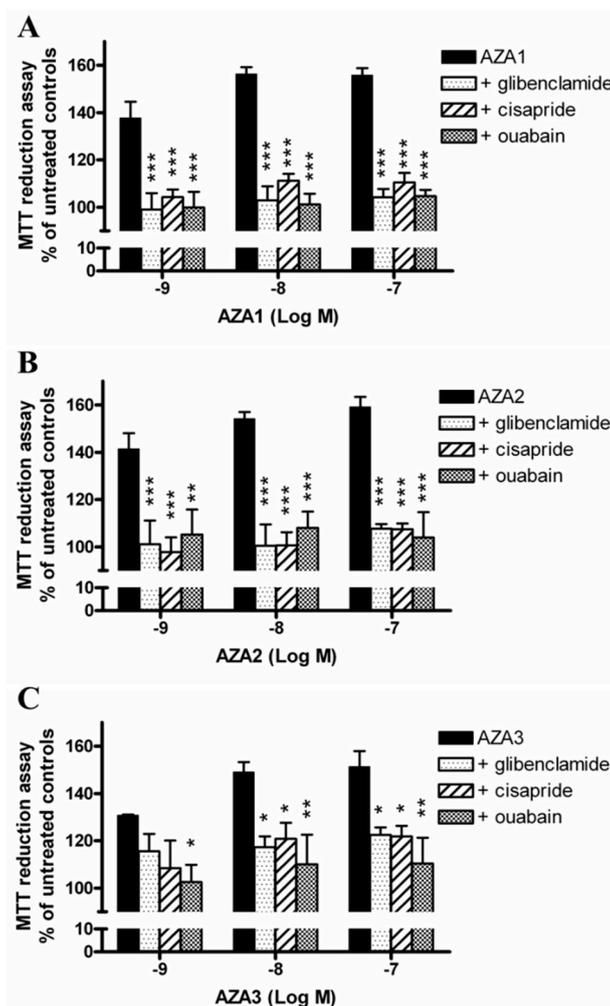 A
MTT reduction assay
% of untreated controls
160
140
120
100
10
0
*** *** ***
*** *** ***
*** *** ***
AZA1
+ glibenclamide
+ cisapride
+ ouabain
-9 -8 -7
AZA1 (Log M)
B
MTT reduction assay
% of untreated controls
160
140
120
100
10
0
*** *** **
*** *** ***
*** *** ***
AZA2
+ glibenclamide
+ cisapride
+ ouabain
-9 -8 -7
AZA2 (Log M)
C
MTT reduction assay
% of untreated controls
160
140
120
100
10
0
*
* * **
* * **
AZA3
+ glibenclamide
+ cisapride
+ ouabain
-9 -8 -7
AZA3 (Log M)